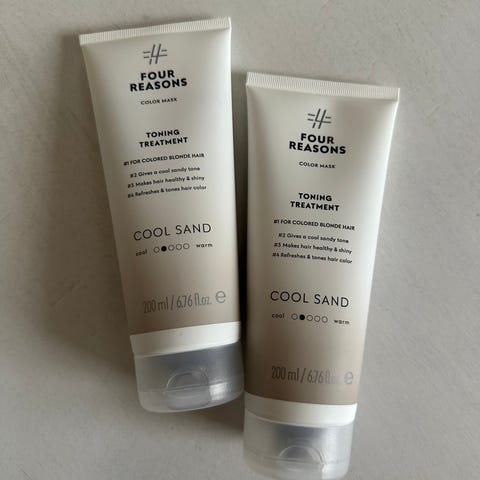 FOUR
REASONS
COLOR MASK
TONING
TREATMENT
#1 FOR COLORED BLONDE HAIR
#2 Gives a cool sandy tone
#3 Makes hair healthy & shiny
#4 Refreshes & tones hair color
COOL SAND
cool warm
200 ml / 6.76 fl.oz. e
FOUR
REASONS
COLOR MASK
TONING
TREATMENT
#1 FOR COLORED BLONDE HAIR
#2 Gives a cool sandy tone
#3 Makes hair healthy & shiny
#4 Refreshes & tones hair color
COOL SAND
cool warm
200 ml / 6.76 fl.oz. e